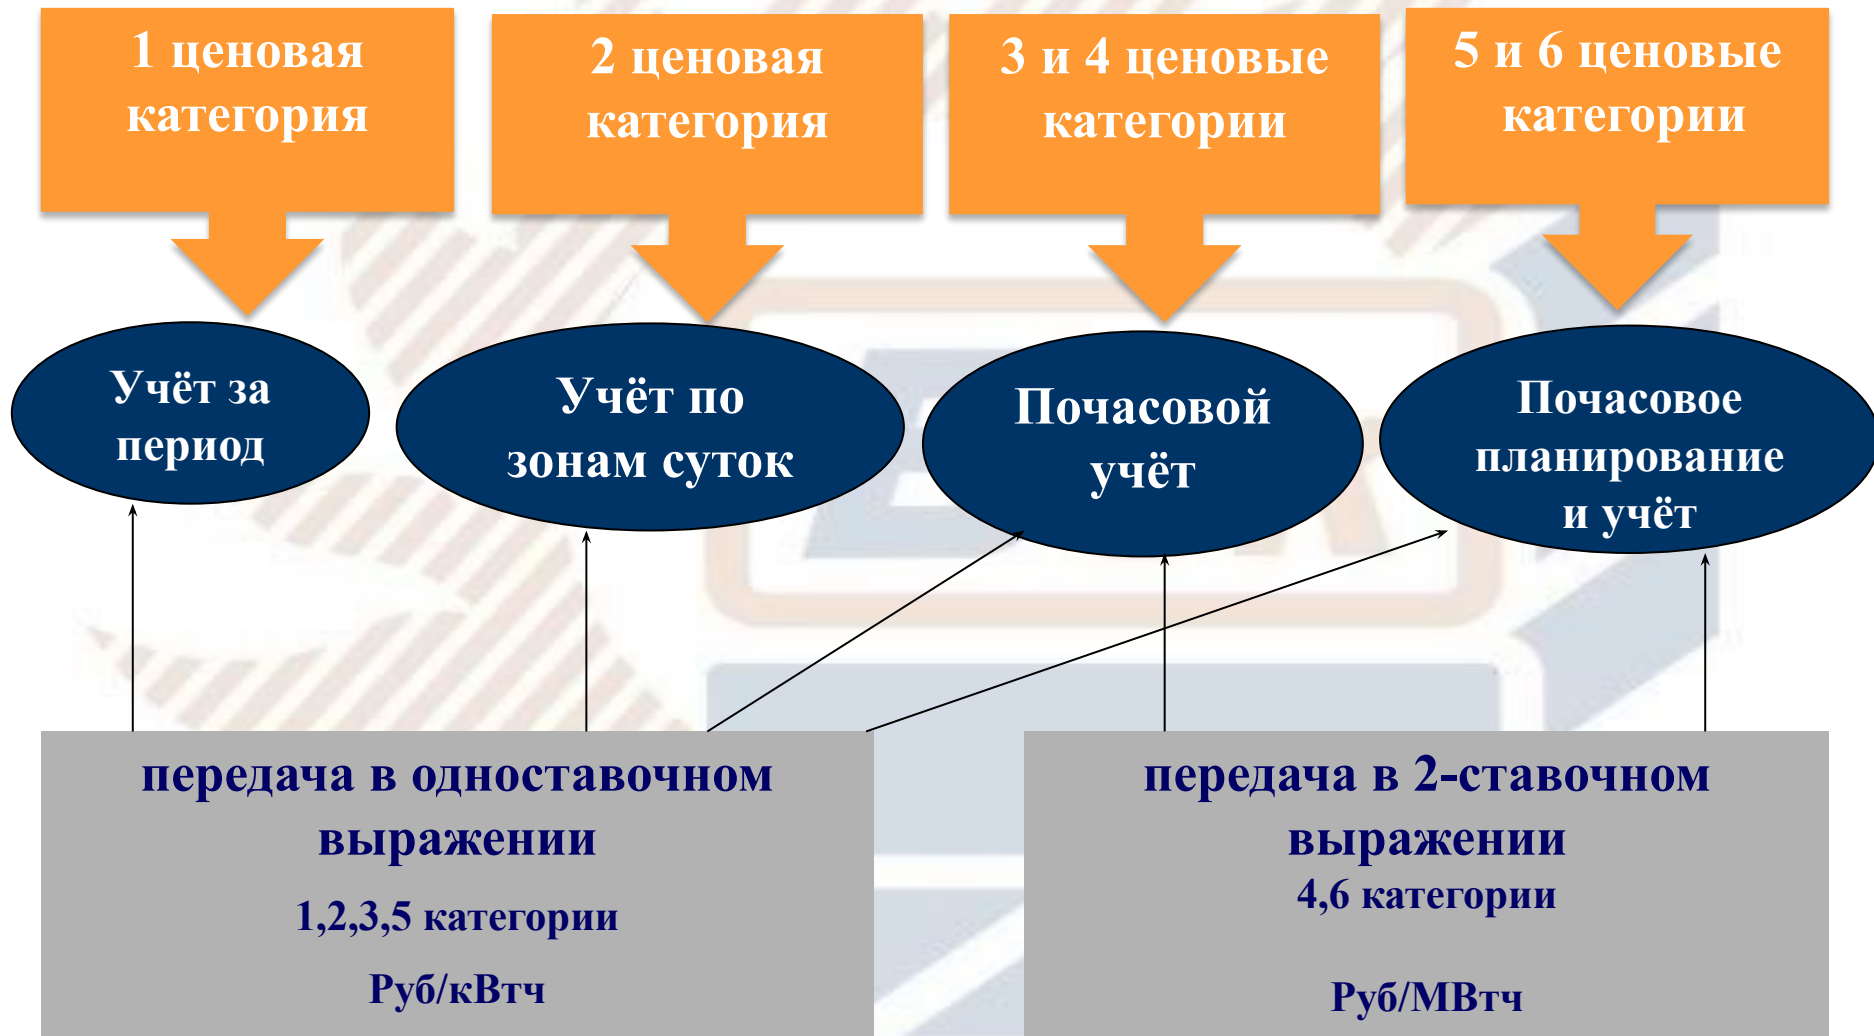 1 ценовая
категория
2 ценовая
категория
3 и 4 ценовые
категории
5 и 6 ценовые
категории
Учёт за
период
Учёт по
зонам суток
Почасовой
учёт
Почасовое
планирование
и учёт
передача в одноставочном
выражении
1,2,3,5 категории
Руб/кВтч
передача в 2-ставочном
выражении
4,6 категории
Руб/МВтч